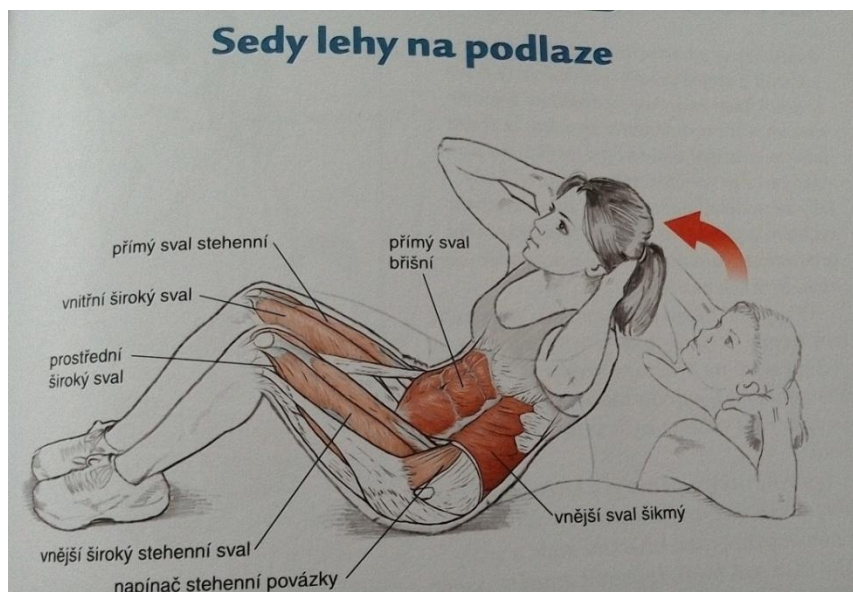 Sedy lehy na podlaze
přímý sval stehenní
přímý sval
břišní
vnitřní široký sval
prostřední
široký sval
vnější sval šikmý
vnější široký stehenní sval
napínač stehenní povázky